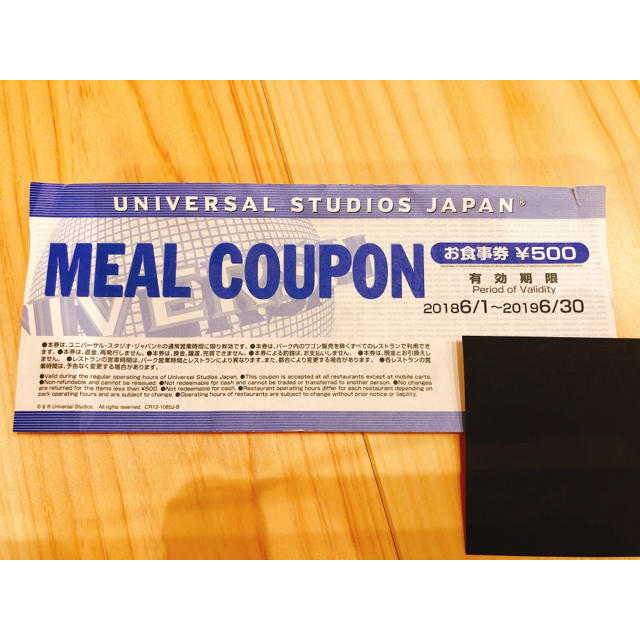 UNIVERSAL STUDIOS JAPAN®
MEAL COUPON
お食事券 ¥500
有効期限
Period of Validity
20186/1～20196/30
●本券は、ユニバーサル・スタジオ・ジャパン®の通常営業時間に限り有効です。 ●本券は、パーク内のワゴン販売を除くすべてのレストランで利用できます。 ●本券は、返金、再発行しません。 ●本券は、換金、譲渡、売買できません。 ●本券による釣銭は、お支払いしません。 ●本券は、現金とお引換えしません。 ●レストランの営業時間は、パーク営業時間とレストランにより異なります。また、都合により変更する場合があります。 ●各レストランの営業時間は、予告なく変更する場合があります。
●Valid during the regular operating hours of Universal Studios Japan. ●This coupon is accepted at all restaurants except at mobile carts.
●Non-refundable and cannot be reissued. ●Not redeemable for cash and cannot be traded or transferred to another person. ●No changes
are returned for the items less than ¥500. ●Not redeemable for cash. ●Restaurant operating hours differ for each restaurant depending on
park operating hours and are subject to change. ●Operating hours of restaurants are subject to change without prior notice or liability.
© & ® Universal Studios. All rights reserved. CR12-1085J-B